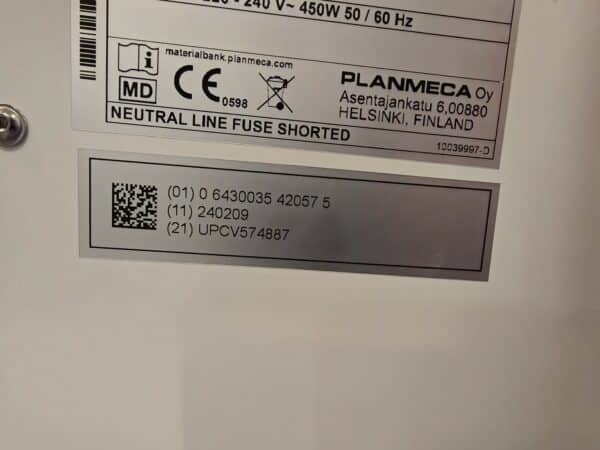 - 240 V~ 450W 50 / 60 Hz
materialbank.planmeca.com
MD
CE 0598
PLANMECA Oy
Asentajankatu 6,00880
HELSINKI, FINLAND
NEUTRAL LINE FUSE SHORTED
10039997-D
(01) 0 6430035 42057 5
(11) 240209
(21) UPCV574887